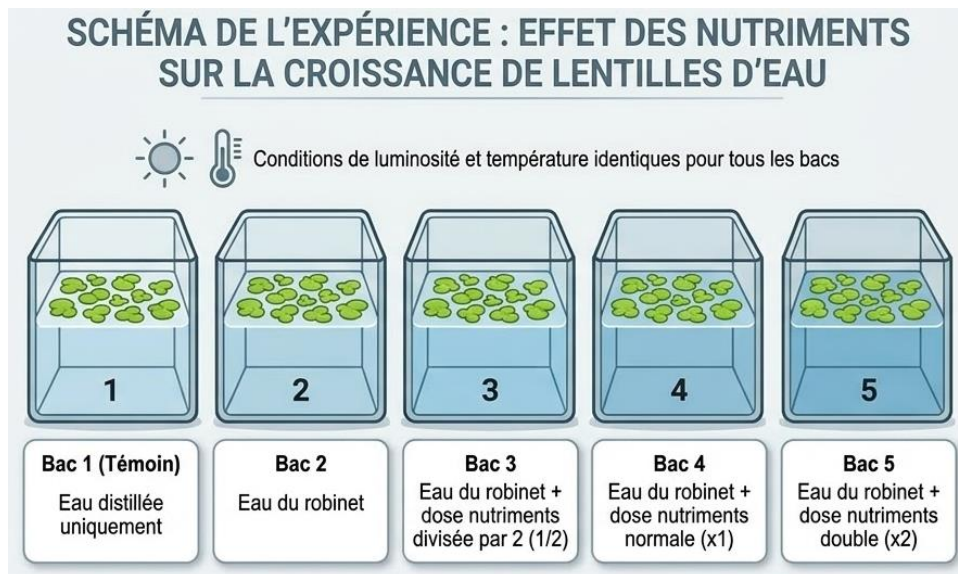 SCHÉMA DE L'EXPÉRIENCE : EFFET DES NUTRIMENTS
SUR LA CROISSANCE DE LENTILLES D'EAU
Conditions de luminosité et température identiques pour tous les bacs
1
2
3
4
5
Bac 1 (Témoin)
Eau distillée
uniquement
Bac 2
Eau du robinet
Bac 3
Eau du robinet +
dose nutriments
divisée par 2 (1/2)
Bac 4
Eau du robinet +
dose nutriments
normale (x1)
Bac 5
Eau du robinet +
dose nutriments
double (x2)